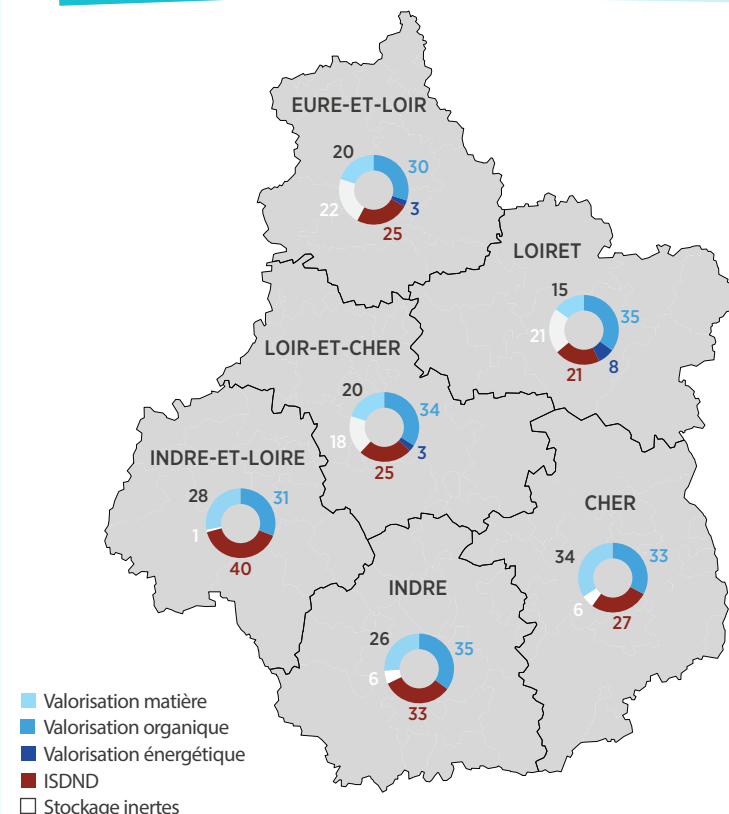 EURE-ET-LOIR
20
30
22
3
25
LOIRET
15
35
21
8
21
LOIR-ET-CHER
20
34
18
3
25
INDRE-ET-LOIRE
28
31
1
40
CHER
34
33
6
27
INDRE
26
35
6
33
Valorisation matière
Valorisation organique
Valorisation énergétique
ISDND
Stockage inertes